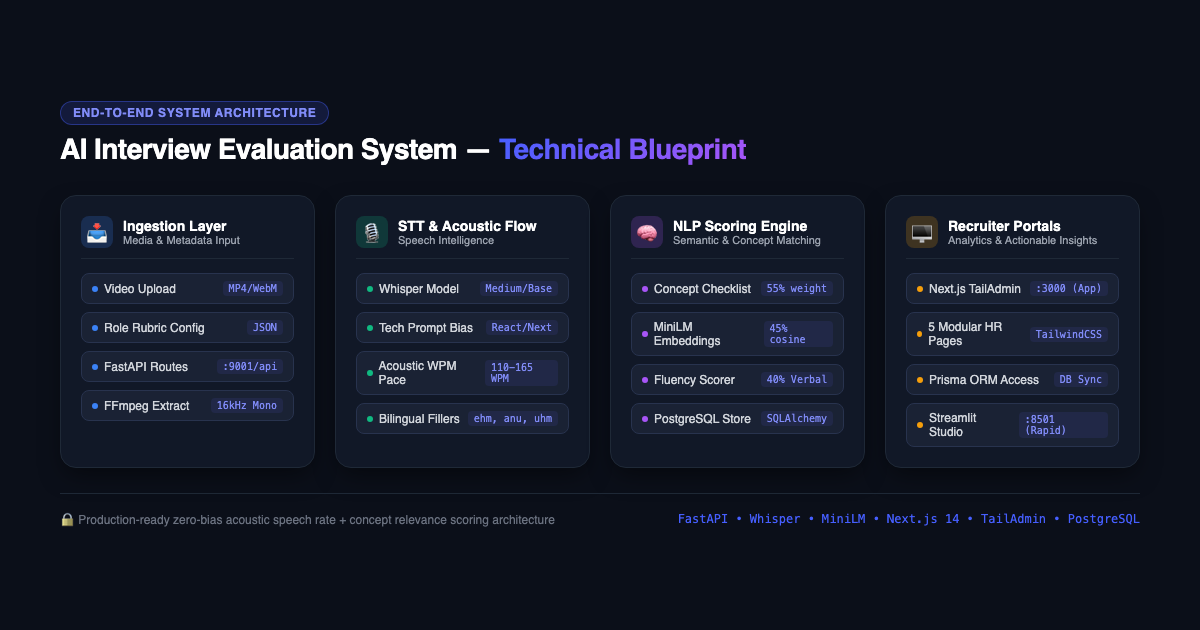 END-TO-END SYSTEM ARCHITECTURE
AI Interview Evaluation System — Technical Blueprint
Ingestion Layer
Media & Metadata Input
Video Upload MP4/WebM
Role Rubric Config JSON
FastAPI Routes :9001/api
FFmpeg Extract 16kHz Mono
STT & Acoustic Flow
Speech Intelligence
Whisper Model Medium/Base
Tech Prompt Bias React/Next
Acoustic WPM
Pace
110–165
WPM
Bilingual Fillers ehm, anu, uhm
NLP Scoring Engine
Semantic & Concept Matching
Concept Checklist 55% weight
MiniLM
Embeddings
45%
cosine
Fluency Scorer 40% Verbal
PostgreSQL Store SQLAlchemy
Recruiter Portals
Analytics & Actionable Insights
Next.js TailAdmin :3000 (App)
5 Modular HR
Pages
TailwindCSS
Prisma ORM Access DB Sync
Streamlit
Studio
:8501
(Rapid)
Production-ready zero-bias acoustic speech rate + concept relevance scoring architecture
FastAPI • Whisper • MiniLM • Next.js 14 • TailAdmin • PostgreSQL